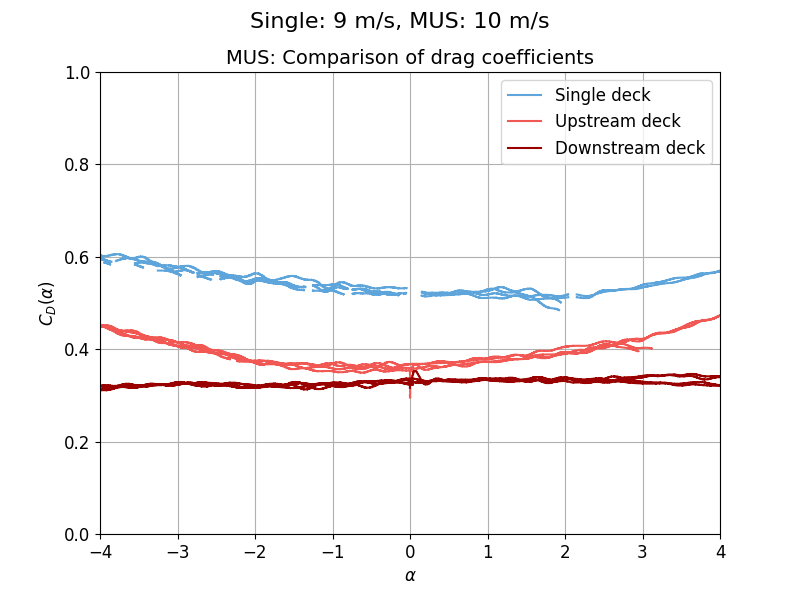 Single: 9 m/s, MUS: 10 m/s
MUS: Comparison of drag coefficients
1.0
0.8
0.6
0.4
0.2
0.0
C_D(α)
Single deck
Upstream deck
Downstream deck
−4 −3 −2 −1 0 1 2 3 4
α